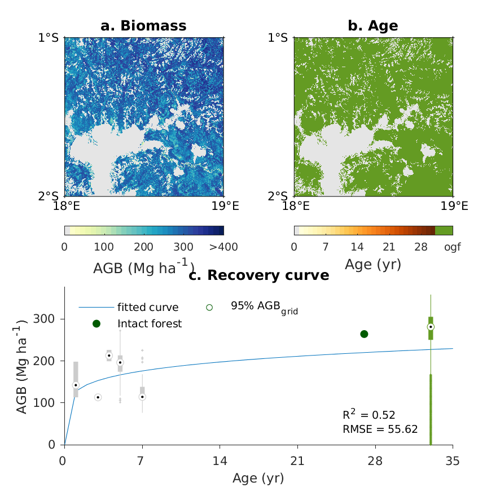 a. Biomass
b. Age
1°S
1°S
2°S
2°S
18°E
19°E
18°E
19°E
0 100 200 300 >400
0 7 14 21 28 ogf
AGB (Mg ha⁻¹)
Age (yr)
c. Recovery curve
fitted curve
95% AGB_grid
Intact forest
300
200
100
0
AGB (Mg ha⁻¹)
R² = 0.52
RMSE = 55.62
0 7 14 21 28 35
Age (yr)